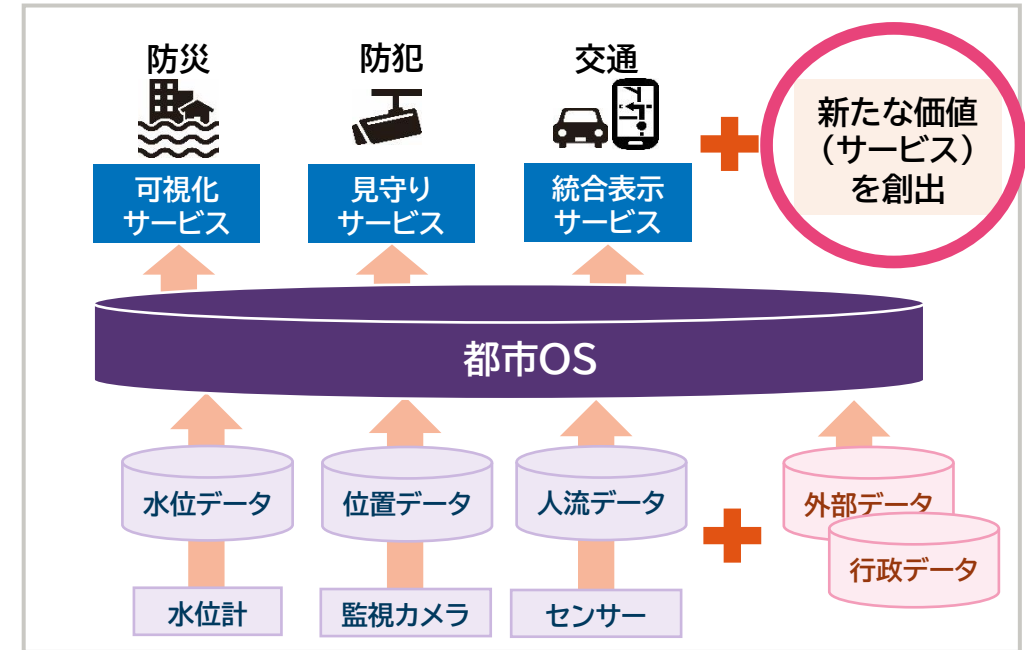 防災
防犯
交通
可視化
サービス
見守り
サービス
統合表示
サービス
新たな価値
（サービス）
を創出
都市OS
水位データ
位置データ
人流データ
外部データ
行政データ
水位計
監視カメラ
センサー